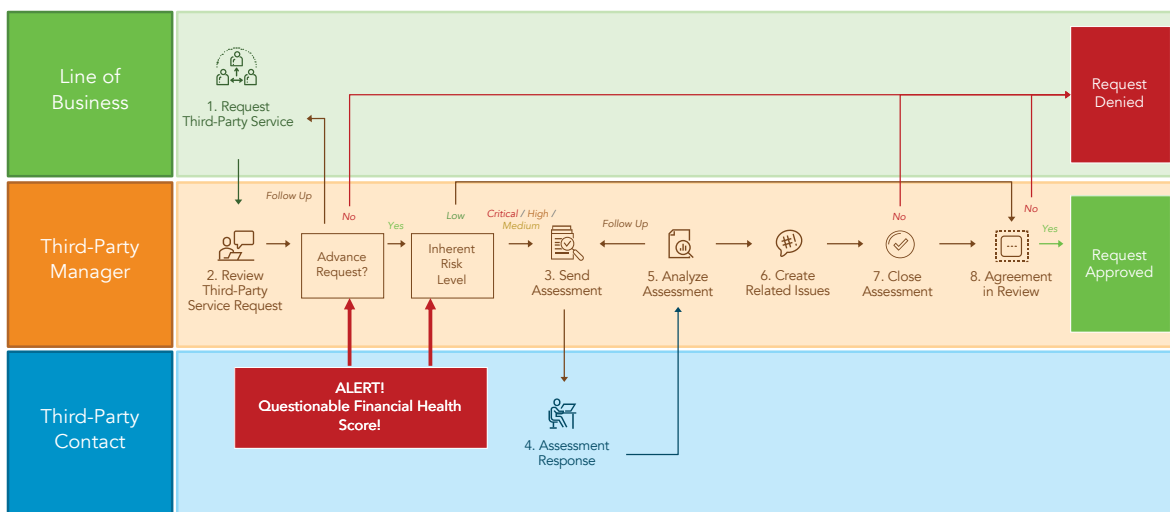 Line of
Business
1. Request
Third-Party Service
Request
Denied
Third-Party
Manager
Follow Up
No
Yes
Low
Critical / High /
Medium
Follow Up
No
No
Yes
2. Review
Third-Party
Service Request
Advance
Request?
Inherent
Risk
Level
3. Send
Assessment
5. Analyze
Assessment
#!
6. Create
Related Issues
7. Close
Assessment
8. Agreement
in Review
Request
Approved
Third-Party
Contact
ALERT!
Questionable Financial Health
Score!
4. Assessment
Response